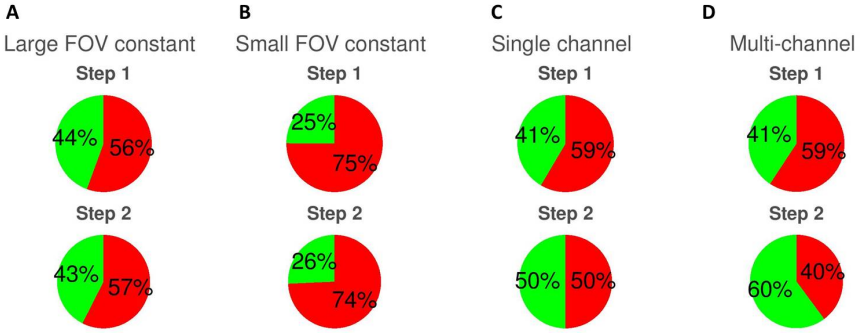 A B C D
Large FOV constant Small FOV constant Single channel Multi-channel
Step 1 Step 1 Step 1 Step 1
44% 56% 25% 75% 41% 59% 41% 59%
Step 2 Step 2 Step 2 Step 2
43% 57% 26% 74% 50% 50% 60% 40%